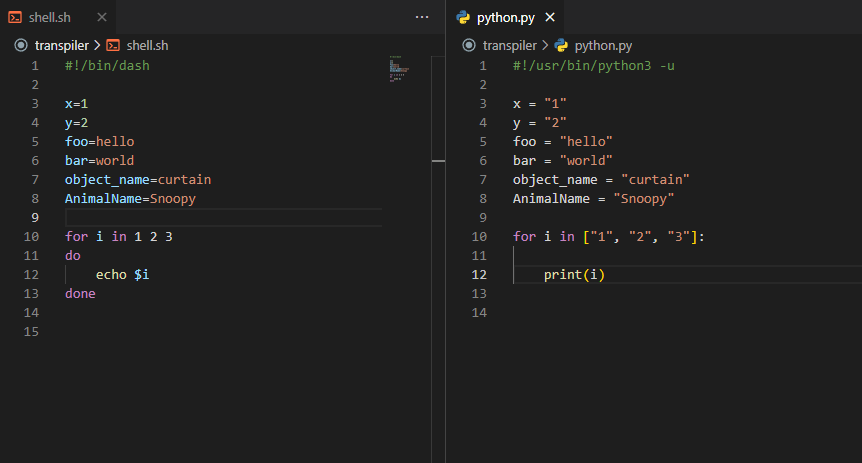 shell.sh
transpiler > shell.sh
1 #!/bin/dash
2
3 x=1
4 y=2
5 foo=hello
6 bar=world
7 object_name=curtain
8 AnimalName=Snoopy
9
10 for i in 1 2 3
11 do
12     echo $i
13 done
14
15
python.py
transpiler > python.py
1 #!/usr/bin/python3 -u
2
3 x = "1"
4 y = "2"
5 foo = "hello"
6 bar = "world"
7 object_name = "curtain"
8 AnimalName = "Snoopy"
9
10 for i in ["1", "2", "3"]:
11
12     print(i)
13
14